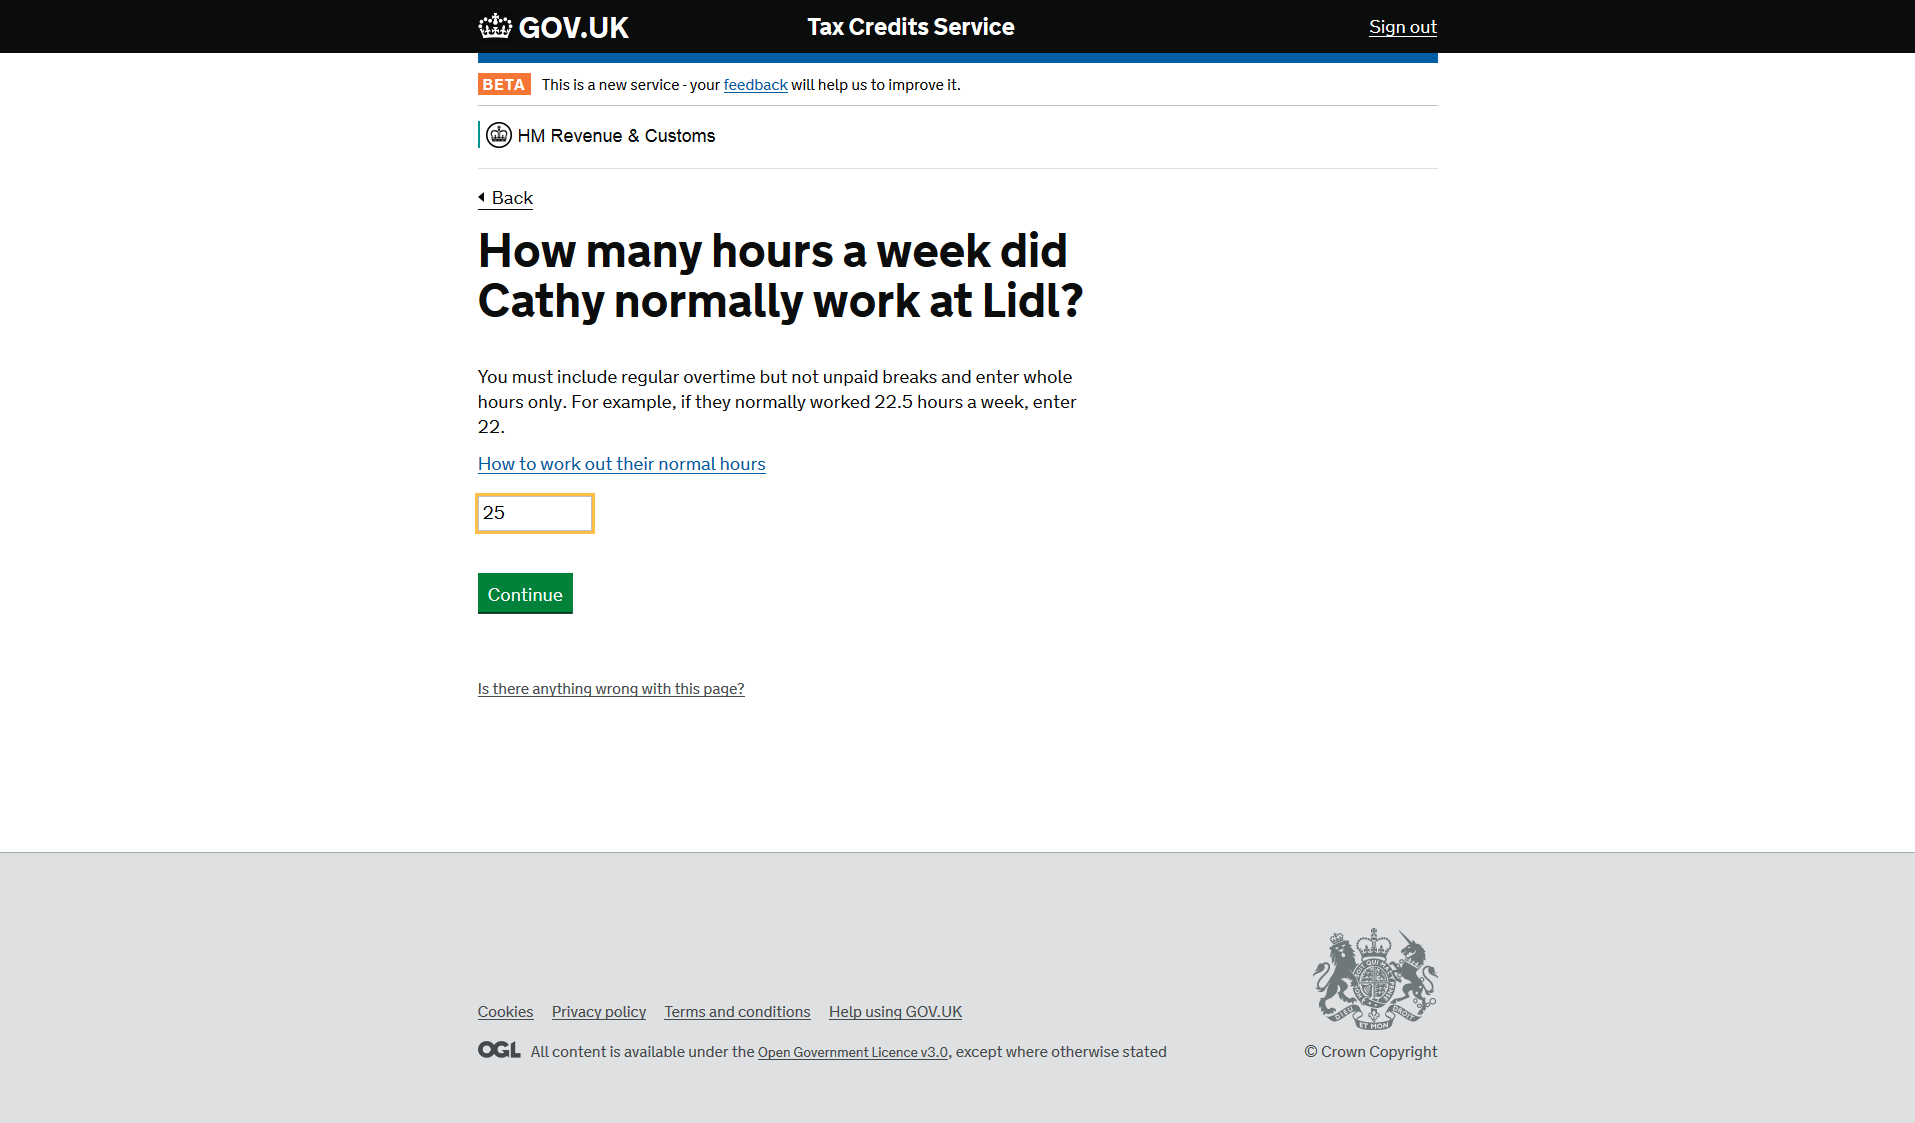 GOV.UK
Tax Credits Service
Sign out
BETA This is a new service - your feedback will help us to improve it.
HM Revenue & Customs
Back
How many hours a week did
Cathy normally work at Lidl?
You must include regular overtime but not unpaid breaks and enter whole
hours only. For example, if they normally worked 22.5 hours a week, enter
22.
How to work out their normal hours
25
Continue
Is there anything wrong with this page?
Cookies Privacy policy Terms and conditions Help using GOV.UK
OGL All content is available under the Open Government Licence v3.0, except where otherwise stated
DIEU ET MON DROIT
© Crown Copyright